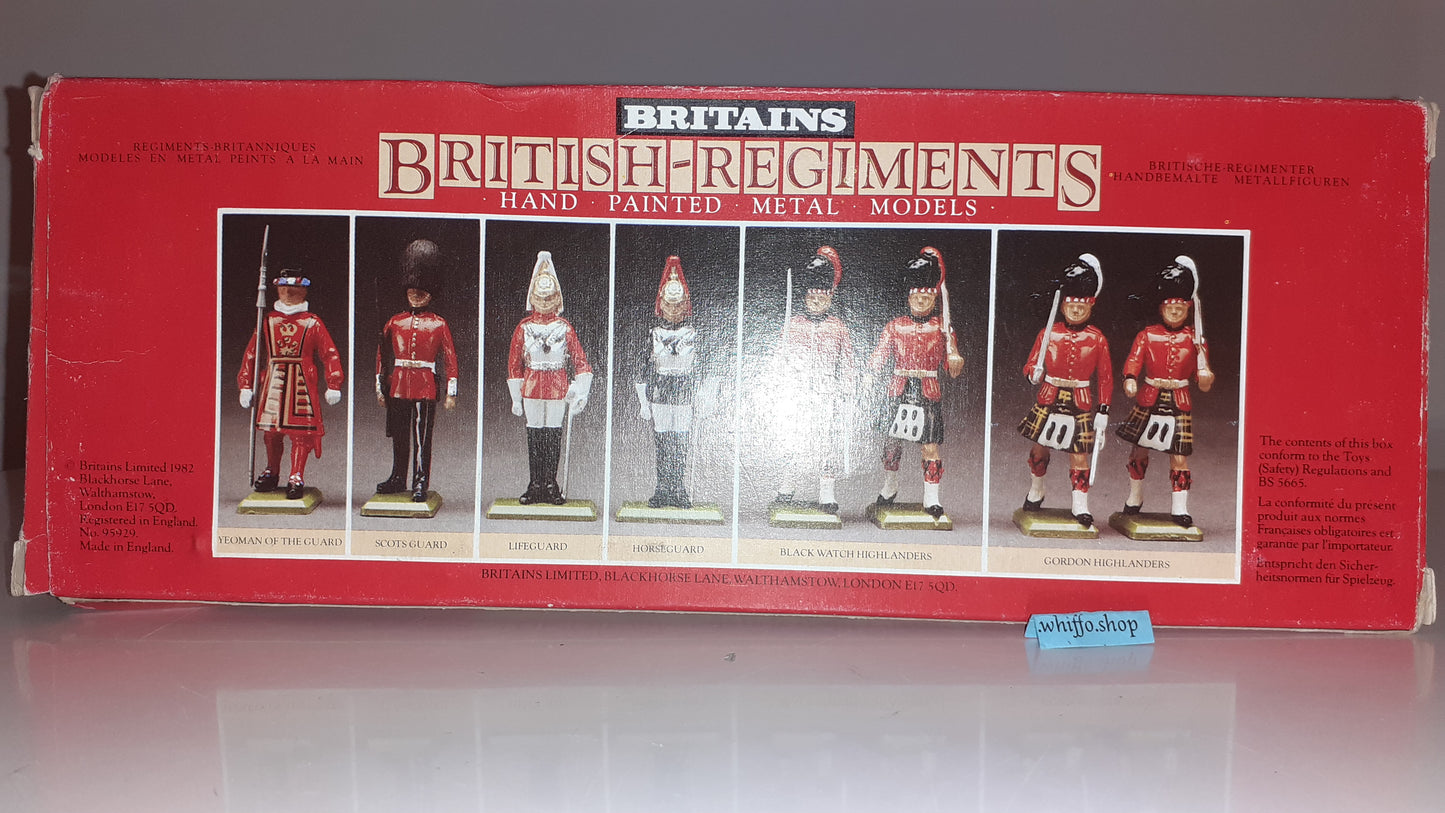 BRITAINS
REGIMENTS-BRITANNIQUES
MODELES EN METAL PEINTS A LA MAIN
BRITISH-REGIMENTS
BRITISCHE-REGIMENTER
HANDBEMALTE METALLFIGUREN
· HAND · PAINTED · METAL · MODELS ·
© Britains Limited 1982
Blackhorse Lane,
Walthamstow,
London E17 5QD.
Registered in England.
No. 95929.
Made in England.
YEOMAN OF THE GUARD
SCOTS GUARD
LIFEGUARD
HORSEGUARD
BLACK WATCH HIGHLANDERS
GORDON HIGHLANDERS
The contents of this box
conform to the Toys
(Safety) Regulations and
BS 5665.
La conformité du présent
produit aux normes
Françaises obligatoires est
garantie par l'importateur.
Entspricht den Sicher-
heitsnormen für Spielzeug.
BRITAINS LIMITED, BLACKHORSE LANE, WALTHAMSTOW, LONDON E17 5QD.
.whiffo.shop